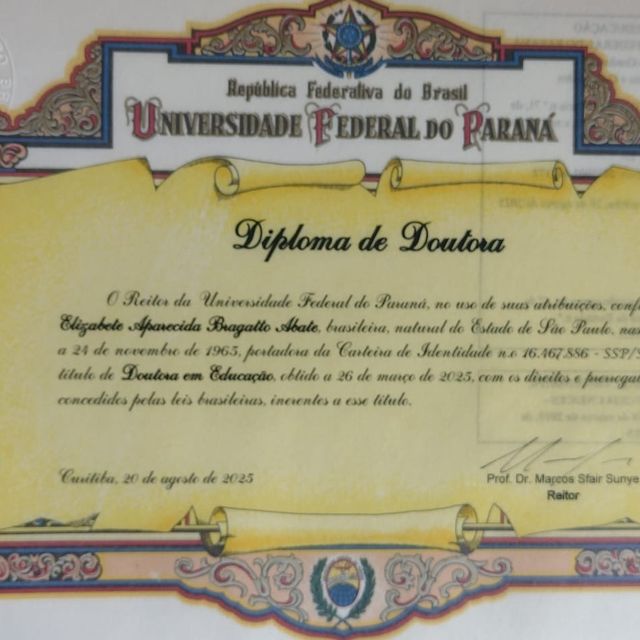 República Federativa do Brasil
UNIVERSIDADE FEDERAL DO PARANÁ
Diploma de Doutora
O Reitor da Universidade Federal do Paraná, no uso de suas atribuições, conf
Elizabete Aparecida Bragatto Abate, brasileira, natural do Estado de São Paulo, nas
a 24 de novembro de 1965, portadora da Carteira de Identidade n.o 16.467.886 - SSP/S
título de Doutora em Educação, obtido a 26 de março de 2025, com os direitos e prerrogat
concedidos pelas leis brasileiras, inerentes a esse título.
Curitiba, 20 de agosto de 2025
Prof. Dr. Marcos Sfair Sunye
Reitor